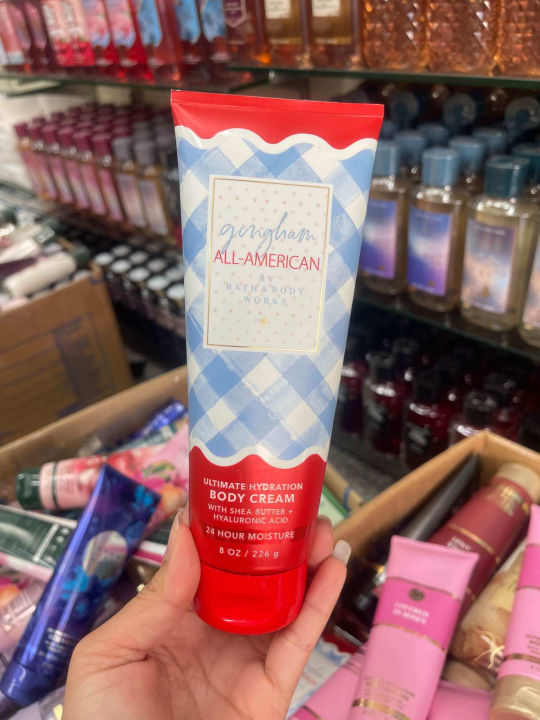 gingham
ALL-AMERICAN
BY
BATH & BODY
WORKS
ULTIMATE HYDRATION
BODY CREAM
WITH SHEA BUTTER +
HYALURONIC ACID
24 HOUR MOISTURE
8 OZ / 226 g